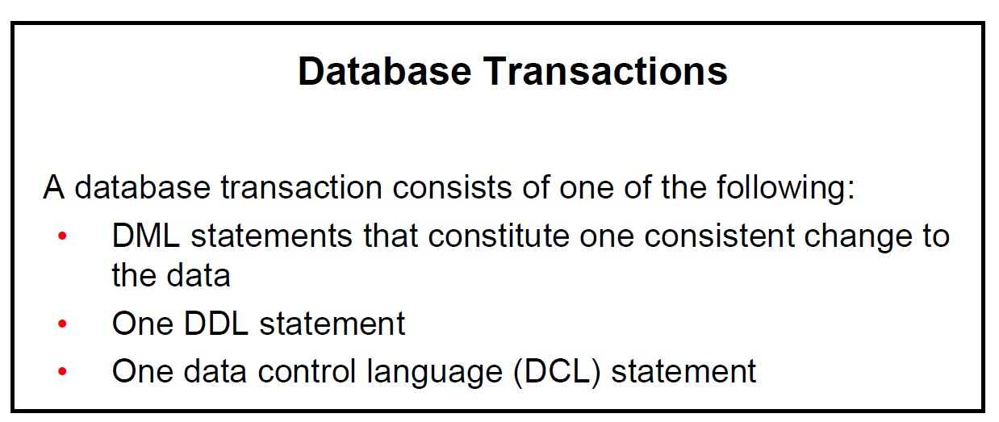 Database Transactions
A database transaction consists of one of the following:
• DML statements that constitute one consistent change to
the data
• One DDL statement
• One data control language (DCL) statement